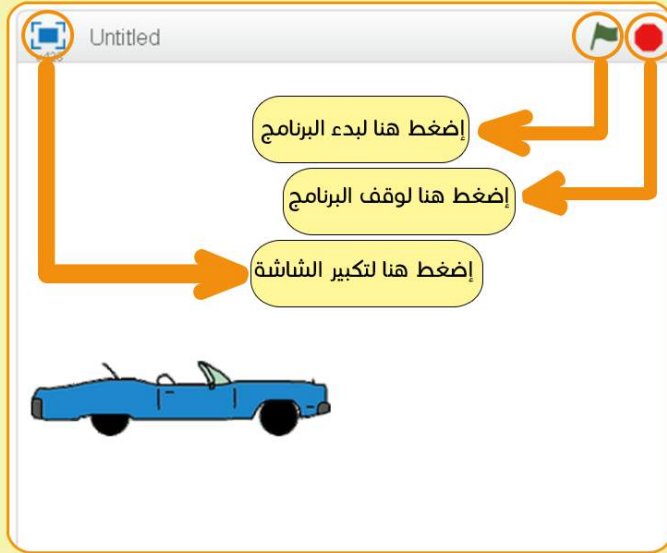 Untitled
إضغط هنا لبدء البرنامج
إضغط هنا لوقف البرنامج
إضغط هنا لتكبير الشاشة